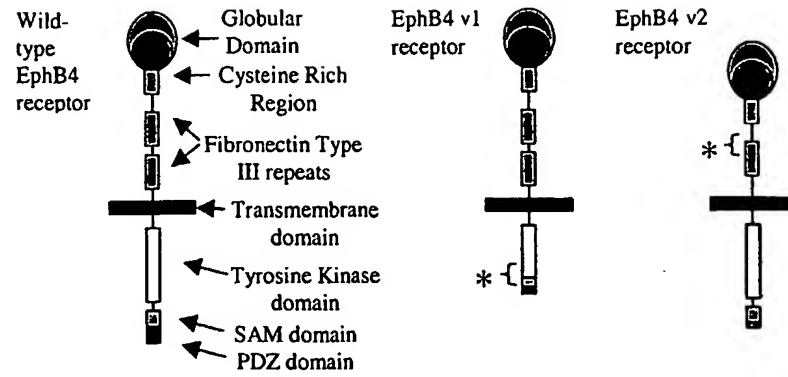 Wild-
type
EphB4
receptor
Globular
Domain
Cysteine Rich
Region
Fibronectin Type
III repeats
Transmembrane
domain
Tyrosine Kinase
domain
SAM domain
PDZ domain
EphB4 v1
receptor
*
EphB4 v2
receptor
*